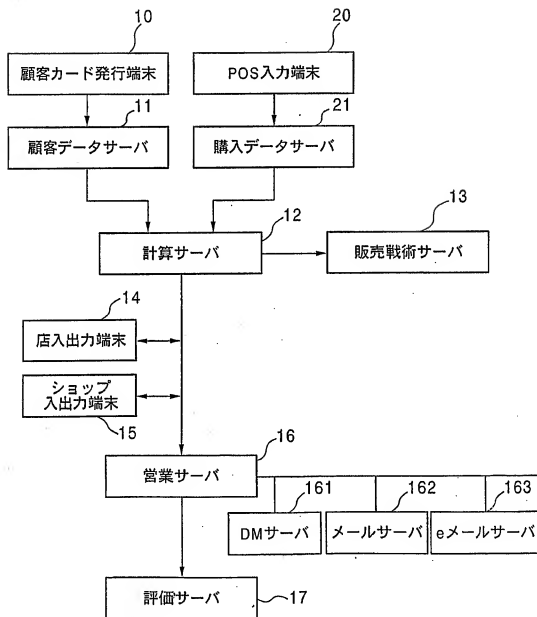 10
20
顧客カード発行端末
POS入力端末
11
21
顧客データサーバ
購入データサーバ
12
13
計算サーバ
販売戦術サーバ
14
店入出力端末
ショップ
入出力端末
15
16
営業サーバ
161
162
163
DMサーバ
メールサーバ
eメールサーバ
評価サーバ
17